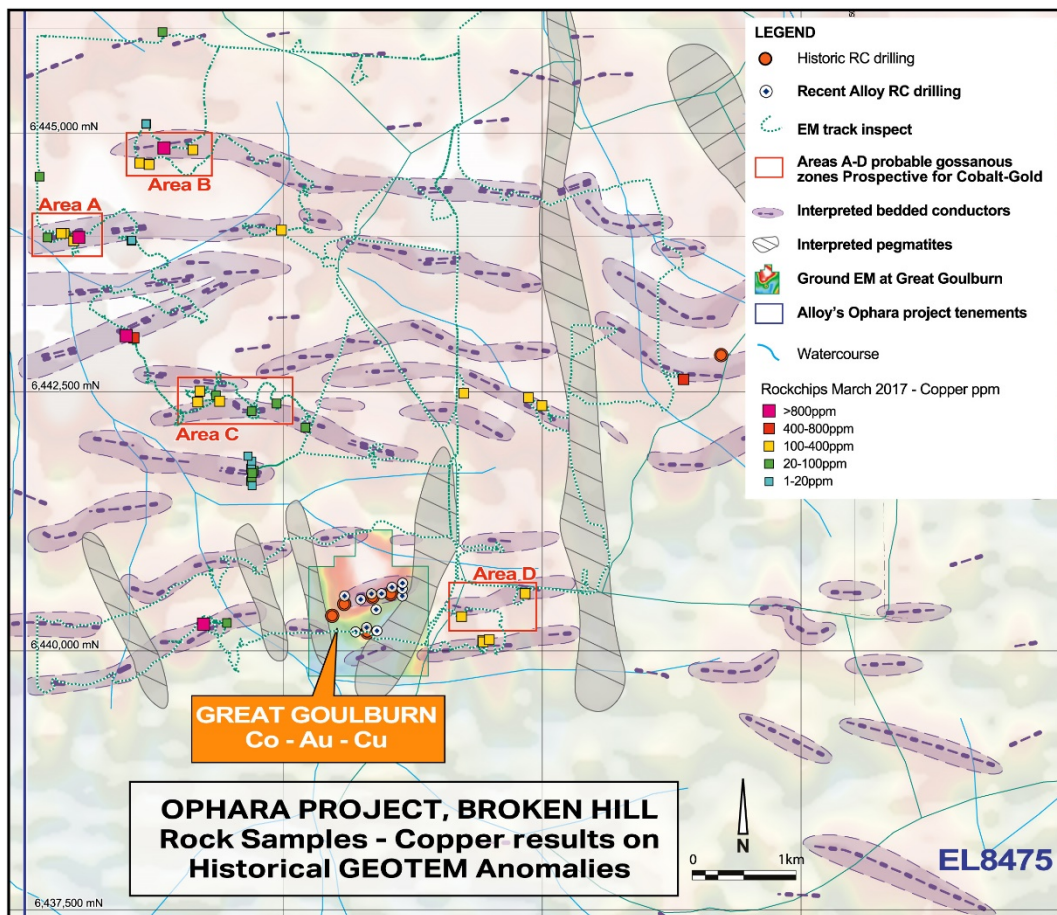 LEGEND
Historic RC drilling
Recent Alloy RC drilling
EM track inspect
Areas A-D probable gossanous
zones Prospective for Cobalt-Gold
Interpreted bedded conductors
Interpreted pegmatites
Ground EM at Great Goulburn
Alloy's Ophara project tenements
Watercourse
Rockchips March 2017 - Copper ppm
>800ppm
400-800ppm
100-400ppm
20-100ppm
1-20ppm
6,445,000 mN
Area B
Area A
6,442,500 mN
Area C
Area D
6,440,000 mN
GREAT GOULBURN
Co - Au - Cu
OPHARA PROJECT, BROKEN HILL
Rock Samples - Copper results on
Historical GEOTEM Anomalies
N
0 1km
EL8475
6,437,500 mN